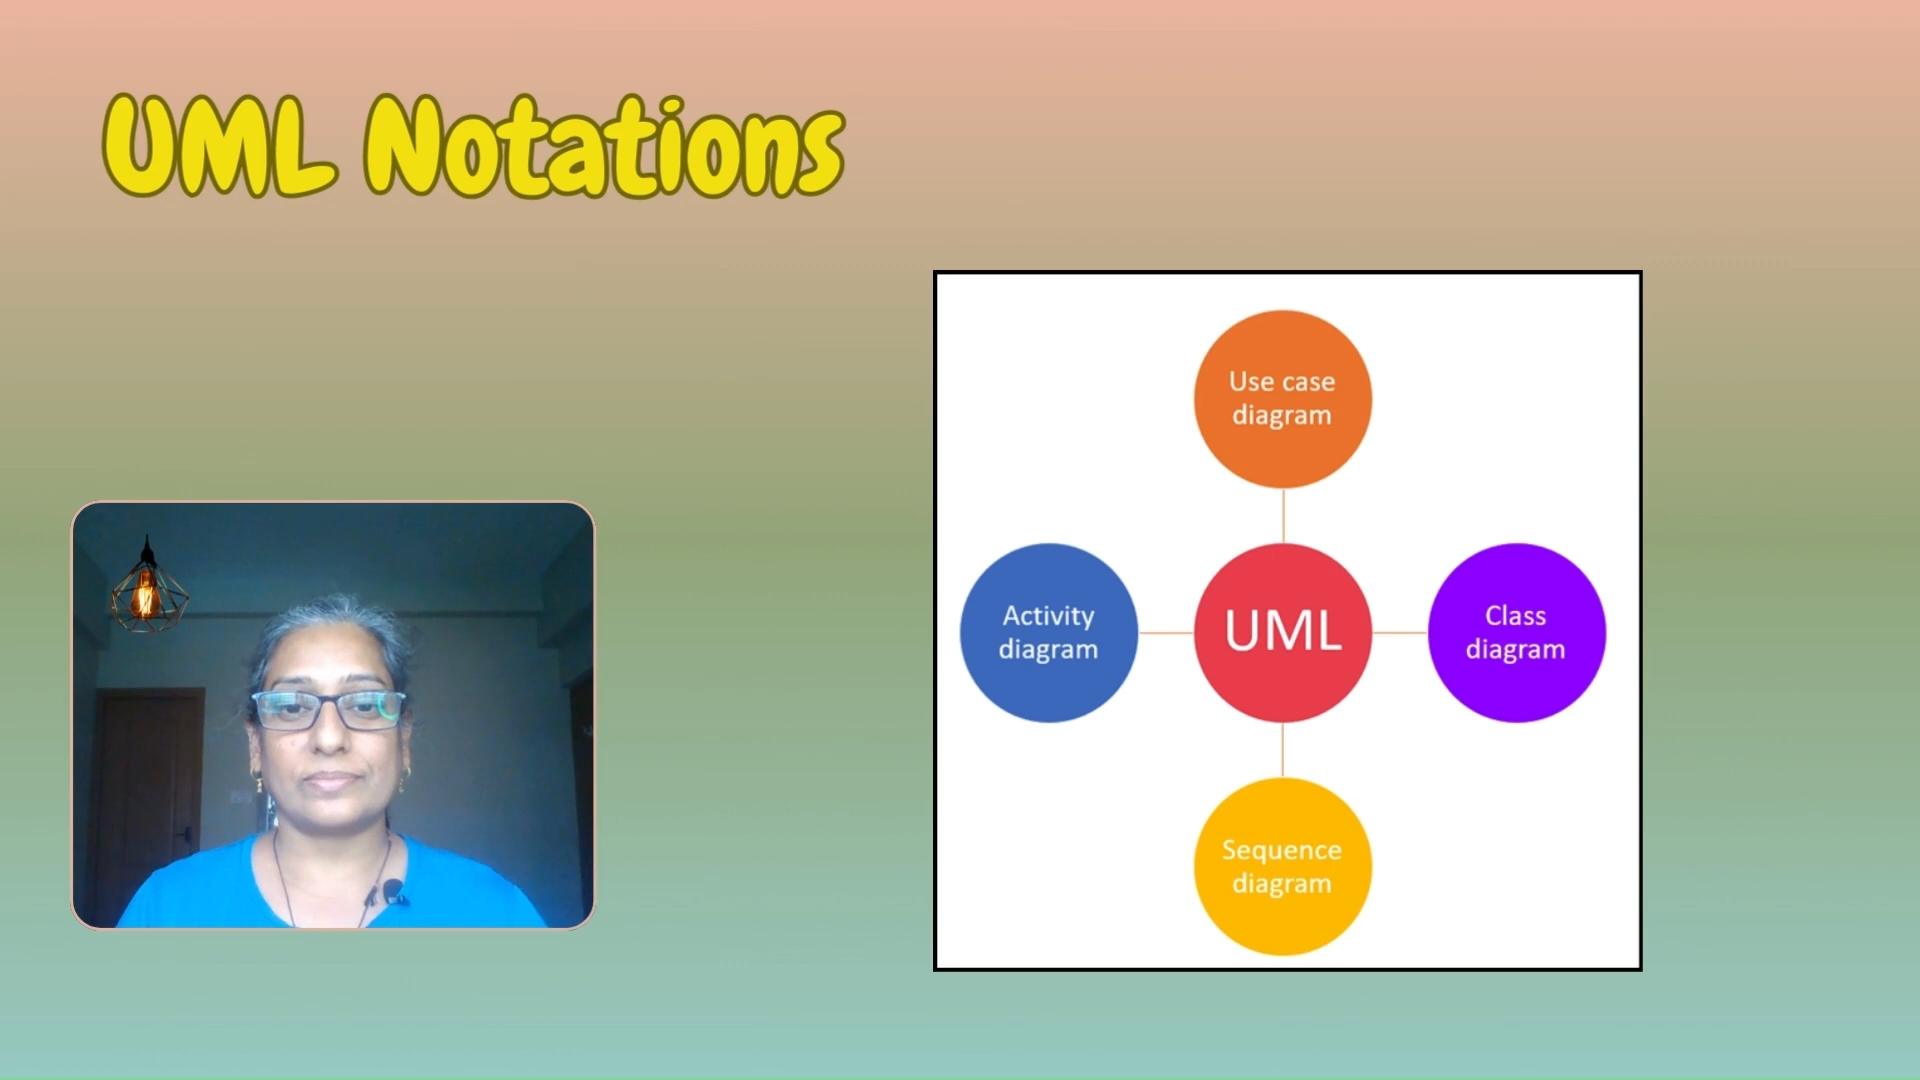 UML Notations
Use case
diagram
Activity
diagram
UML
Class
diagram
Sequence
diagram